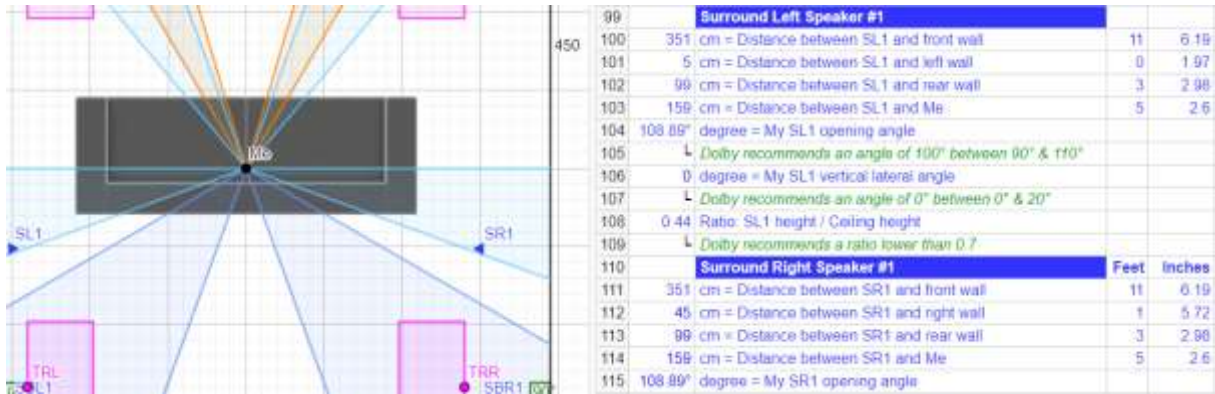 450
Me
SL1
SR1
TRL
TRR
SBR1
99 Surround Left Speaker #1
100 351 cm = Distance between SL1 and front wall 11 6.19
101 5 cm = Distance between SL1 and left wall 0 1.97
102 99 cm = Distance between SL1 and rear wall 3 2.98
103 159 cm = Distance between SL1 and Me 5 2.6
104 108.89° degree = My SL1 opening angle
105 Dolby recommends an angle of 100° between 90° & 110°
106 0 degree = My SL1 vertical lateral angle
107 Dolby recommends an angle of 0° between 0° & 20°
108 0.44 Ratio: SL1 height / Ceiling height
109 Dolby recommends a ratio lower than 0.7
110 Surround Right Speaker #1 Feet Inches
111 351 cm = Distance between SR1 and front wall 11 6.19
112 45 cm = Distance between SR1 and right wall 1 5.72
113 99 cm = Distance between SR1 and rear wall 3 2.98
114 159 cm = Distance between SR1 and Me 5 2.6
115 108.89° degree = My SR1 opening angle